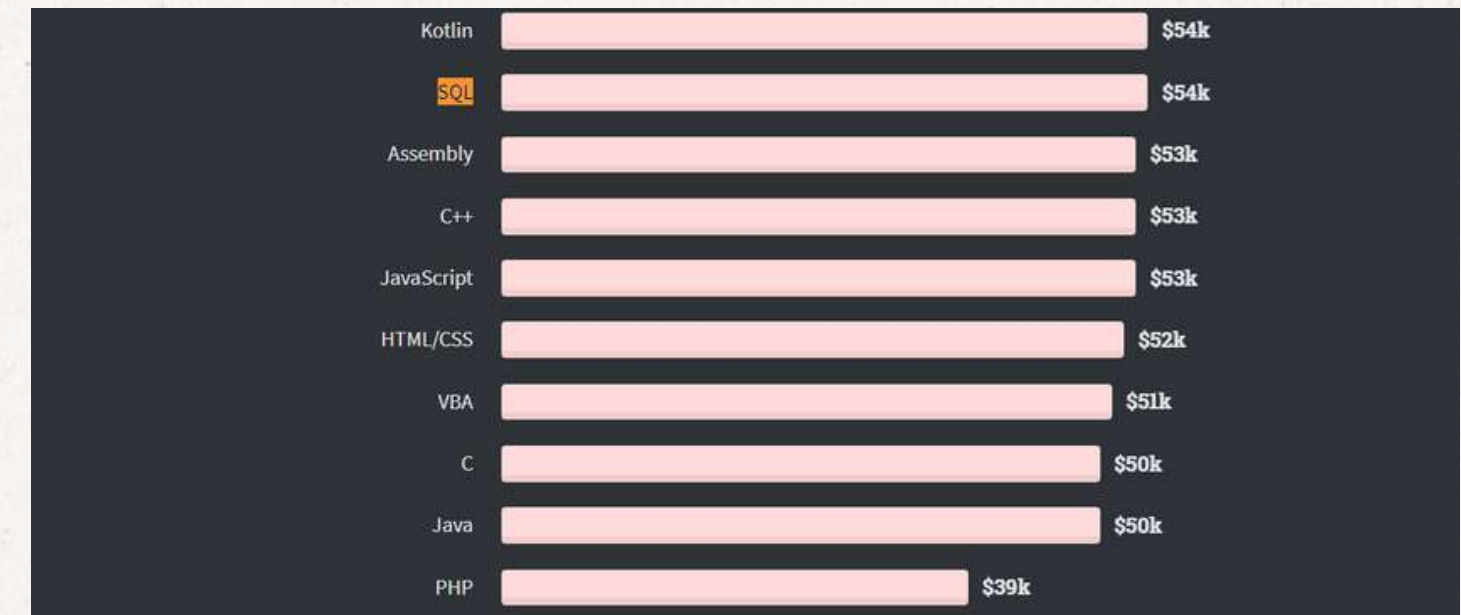 Kotlin $54k
SQL $54k
Assembly $53k
C++ $53k
JavaScript $53k
HTML/CSS $52k
VBA $51k
C $50k
Java $50k
PHP $39k